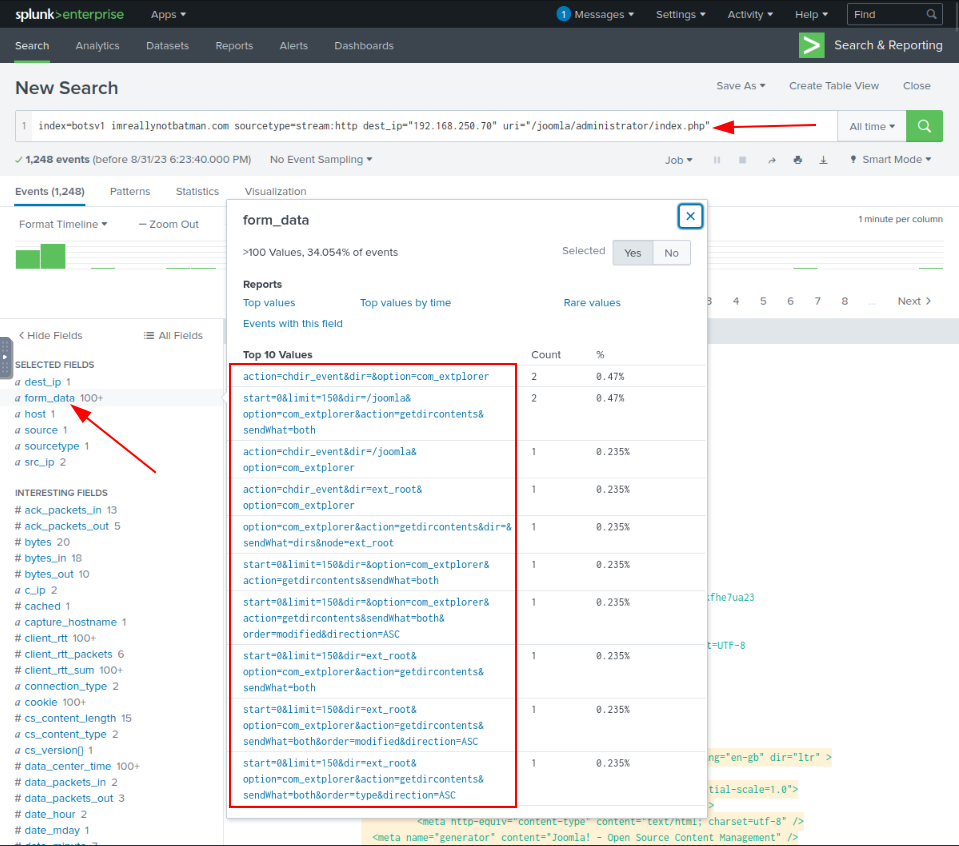 splunk>enterprise Apps ▾ 1 Messages ▾ Settings ▾ Activity ▾ Help ▾ Find
Search Analytics Datasets Reports Alerts Dashboards > Search & Reporting
New Search Save As ▾ Create Table View Close
1 index=botsv1 imreallynotbatman.com sourcetype=stream:http dest_ip="192.168.250.70" uri="/joomla/administrator/index.php" All time ▾
✓ 1,248 events (before 8/31/23 6:23:40.000 PM) No Event Sampling ▾ Job ▾ Smart Mode ▾
Events (1,248) Patterns Statistics Visualization
Format Timeline ▾ — Zoom Out 1 minute per column
form_data
>100 Values, 34.054% of events Selected Yes No
Reports
Top values Top values by time Rare values
Events with this field
4 5 6 7 8 ... Next >
Top 10 Values Count %
action=chdir_event&dir=&option=com_extplorer 2 0.47%
start=0&limit=150&dir=/joomla& 2 0.47%
option=com_extplorer&action=getdircontents&
sendWhat=both
action=chdir_event&dir=/joomla& 1 0.235%
option=com_extplorer
action=chdir_event&dir=ext_root& 1 0.235%
option=com_extplorer
option=com_extplorer&action=getdircontents&dir=& 1 0.235%
sendWhat=dirs&node=ext_root
start=0&limit=150&dir=&option=com_extplorer& 1 0.235%
action=getdircontents&sendWhat=both
start=0&limit=150&dir=&option=com_extplorer& 1 0.235%
action=getdircontents&sendWhat=both&
order=modified&direction=ASC
start=0&limit=150&dir=ext_root& 1 0.235%
option=com_extplorer&action=getdircontents&
sendWhat=both
start=0&limit=150&dir=ext_root& 1 0.235%
option=com_extplorer&action=getdircontents&
sendWhat=both&order=modified&direction=ASC
start=0&limit=150&dir=ext_root& 1 0.235%
option=com_extplorer&action=getdircontents&
sendWhat=both&order=type&direction=ASC
< Hide Fields All Fields
SELECTED FIELDS
a dest_ip 1
a form_data 100+
a host 1
a source 1
a sourcetype 1
a src_ip 2
INTERESTING FIELDS
# ack_packets_in 13
# ack_packets_out 5
# bytes 20
# bytes_in 18
# bytes_out 10
a c_ip 2
# cached 1
a capture_hostname 1
# client_rtt 100+
# client_rtt_packets 6
# client_rtt_sum 100+
a connection_type 2
a cookie 100+
# cs_content_length 15
a cs_content_type 2
a cs_version{} 1
# data_center_time 100+
# data_packets_in 2
# data_packets_out 3
# date_hour 2
# date_mday 1
fhe7ua23
t=UTF-8
ng="en-gb" dir="ltr" >
tial-scale=1.0">
>
<meta http-equiv="content-type" content="text/html; charset=utf-8" />
<meta name="generator" content="Joomla! - Open Source Content Management" />